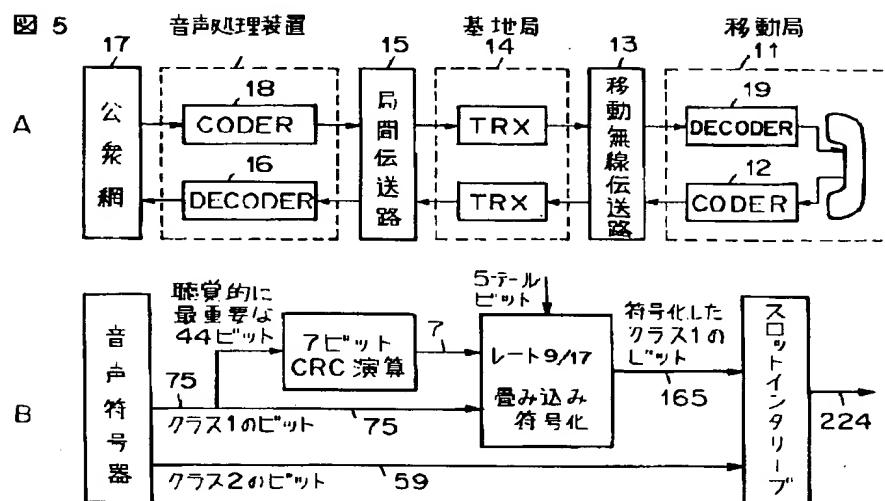 図 5
音声処理装置
基地局
移動局
17
15
14
13
11
A
公衆網
18
CODER
16
DECODER
局間伝送路
TRX
TRX
移動無線伝送路
19
DECODER
12
CODER
B
音声符号器
聴覚的に
最重要な
44ビット
7ビット
CRC演算
7
5テール
ビット
レート9/17
畳み込み
符号化
符号化した
クラス1の
ビット
165
スロットインタリーブ
224
75
クラス1のビット
75
クラス2のビット
59